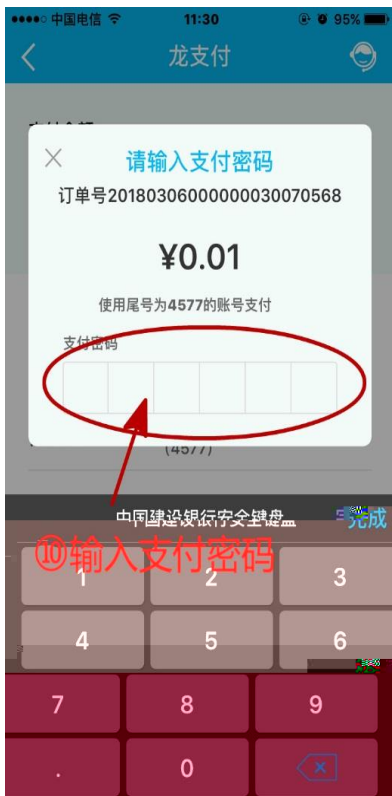 中国电信 11:30 95%
龙支付
请输入支付密码
订单号20180306000000030070568
¥0.01
使用尾号为4577的账号支付
支付密码
(4577)
中国建设银行安全键盘 完成
⑩输入支付密码
1 2 3
4 5 6
7 8 9
. 0